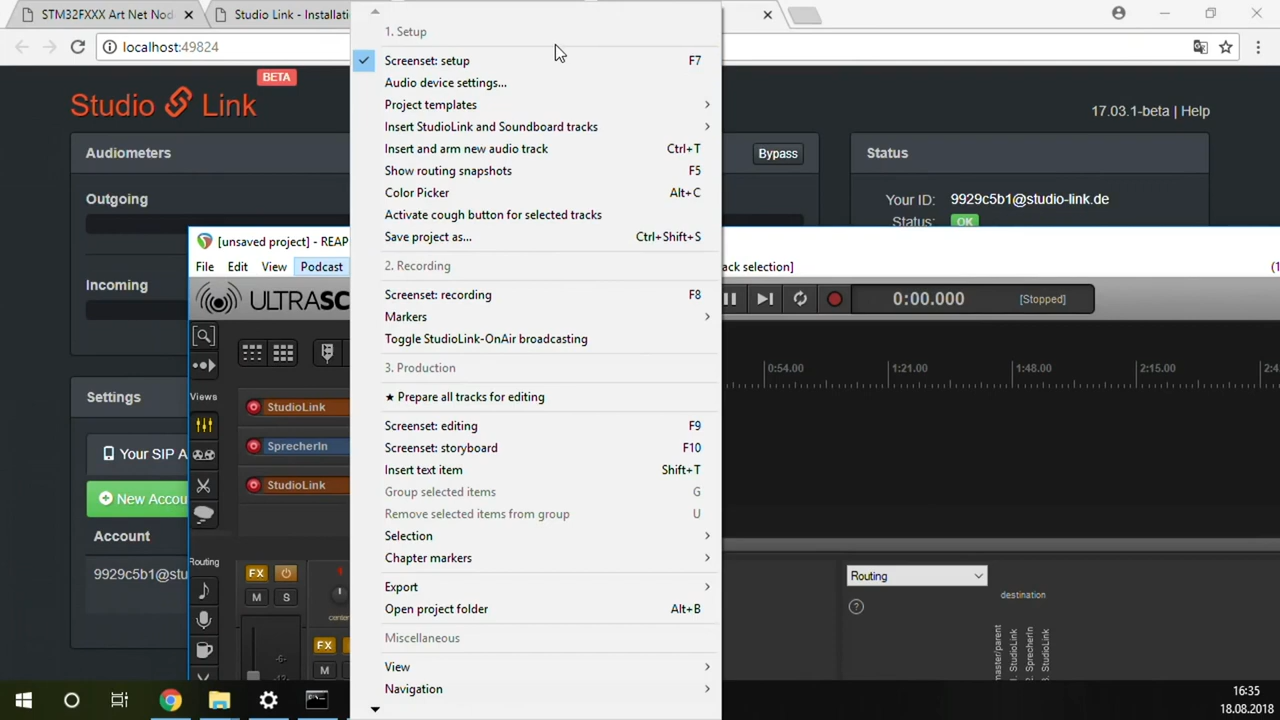 STM32FXXX Art Net Nod
Studio Link - Installati
localhost:49824
BETA
Studio Link
17.03.1-beta | Help
Audiometers
Bypass
Status
Outgoing
Your ID: 9929c5b1@studio-link.de
Status: OK
Incoming
[unsaved project] - REAP
File Edit View Podcast
ack selection]
(1
ULTRASC
0:00.000 [Stopped]
0:54.00 1:21.00 1:48.00 2:15.00 2:4
Views
Settings
StudioLink
SprecherIn
StudioLink
Your SIP A
New Accou
Account
9929c5b1@stu
Routing
FX
M S
center
FX
M
-6-
1. Setup
Screenset: setup F7
Audio device settings...
Project templates
Insert StudioLink and Soundboard tracks
Insert and arm new audio track Ctrl+T
Show routing snapshots F5
Color Picker Alt+C
Activate cough button for selected tracks
Save project as... Ctrl+Shift+S
2. Recording
Screenset: recording F8
Markers
Toggle StudioLink-OnAir broadcasting
3. Production
★ Prepare all tracks for editing
Screenset: editing F9
Screenset: storyboard F10
Insert text item Shift+T
Group selected items G
Remove selected items from group U
Selection
Chapter markers
Export
Open project folder Alt+B
Miscellaneous
View
Navigation
Routing
?
destination
master/parent
1. StudioLink
2. SprecherIn
3. StudioLink
16:35
18.08.2018